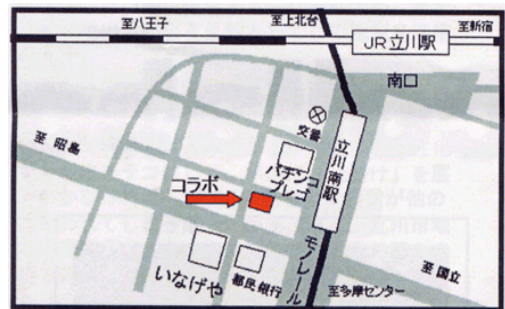 至八王子
至上北台
JR立川駅
至新宿
南口
交番
立川南駅
パチンコ
プレゴ
至 昭島
コラボ
いなげや
都民銀行
モノレール
至多摩センター
至 国立